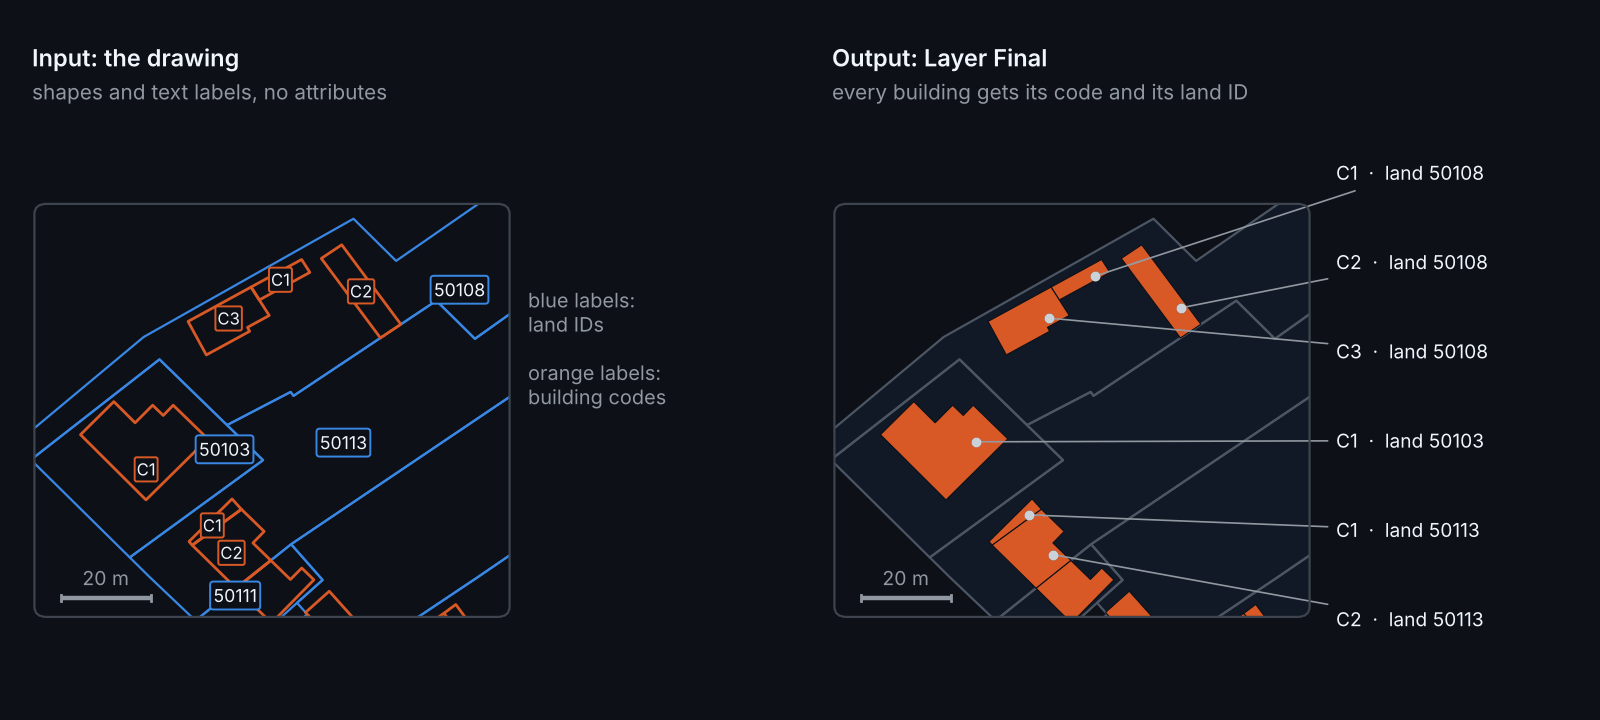 Input: the drawing
shapes and text labels, no attributes
C1
C2
50108
C3
50103
50113
C1
C1
C2
50111
20 m
blue labels:
land IDs
orange labels:
building codes
Output: Layer Final
every building gets its code and its land ID
C1 · land 50108
C2 · land 50108
C3 · land 50108
C1 · land 50103
C1 · land 50113
C2 · land 50113
20 m